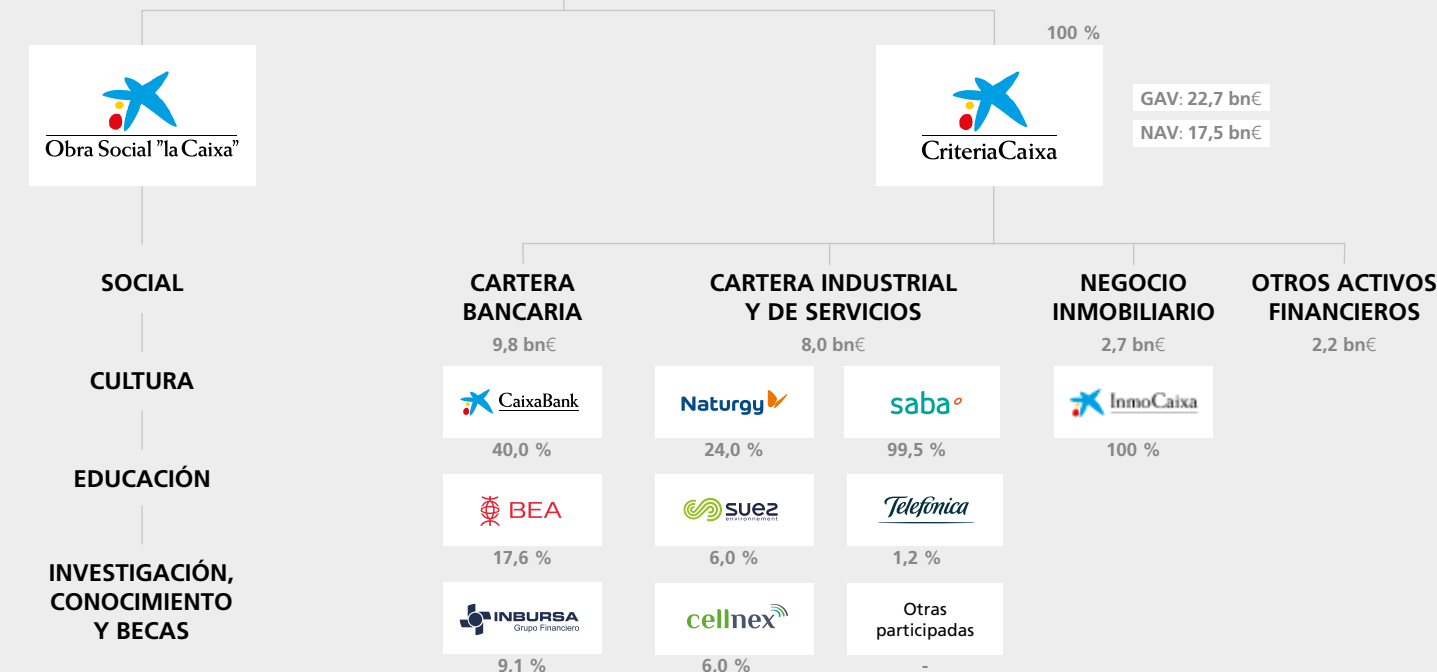 100 %
Obra Social "la Caixa"
CriteriaCaixa
GAV: 22,7 bn€
NAV: 17,5 bn€
SOCIAL
CULTURA
EDUCACIÓN
INVESTIGACIÓN,
CONOCIMIENTO
Y BECAS
CARTERA
BANCARIA
9,8 bn€
CaixaBank
40,0 %
BEA
17,6 %
INBURSA
Grupo Financiero
9,1 %
CARTERA INDUSTRIAL
Y DE SERVICIOS
8,0 bn€
Naturgy
24,0 %
saba
99,5 %
suez
environnement
6,0 %
Telefónica
1,2 %
cellnex
6,0 %
Otras
participadas
-
NEGOCIO
INMOBILIARIO
2,7 bn€
InmoCaixa
100 %
OTROS ACTIVOS
FINANCIEROS
2,2 bn€